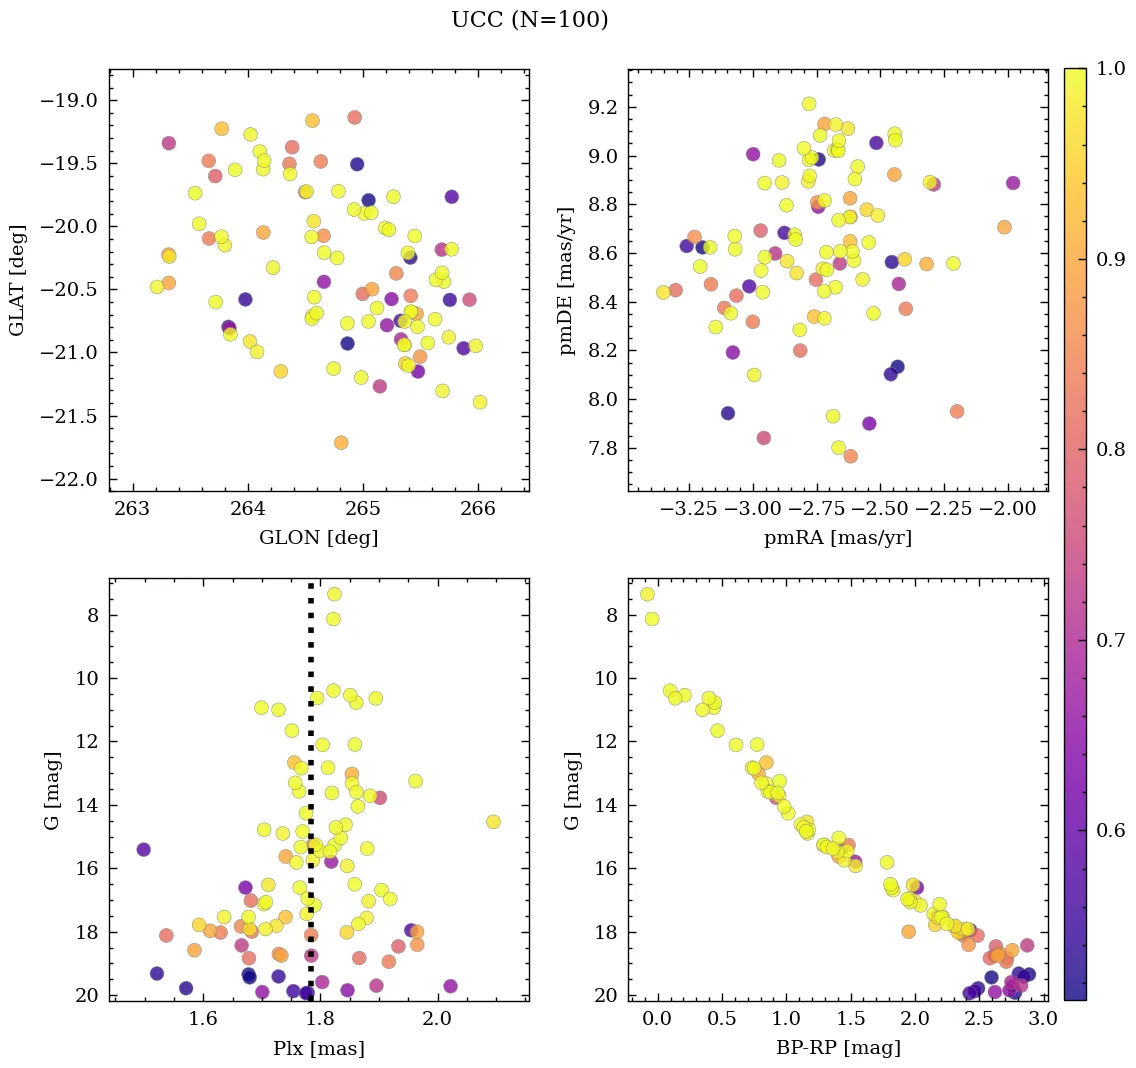 UCC (N=100)
−19.0
−19.5
−20.0
−20.5
−21.0
−21.5
−22.0
GLAT [deg]
263 264 265 266
GLON [deg]
9.2
9.0
8.8
8.6
8.4
8.2
8.0
7.8
pmDE [mas/yr]
−3.25 −3.00 −2.75 −2.50 −2.25 −2.00
pmRA [mas/yr]
1.0
0.9
0.8
0.7
0.6
8
10
12
14
16
18
20
G [mag]
1.6 1.8 2.0
Plx [mas]
8
10
12
14
16
18
20
G [mag]
0.0 0.5 1.0 1.5 2.0 2.5 3.0
BP-RP [mag]